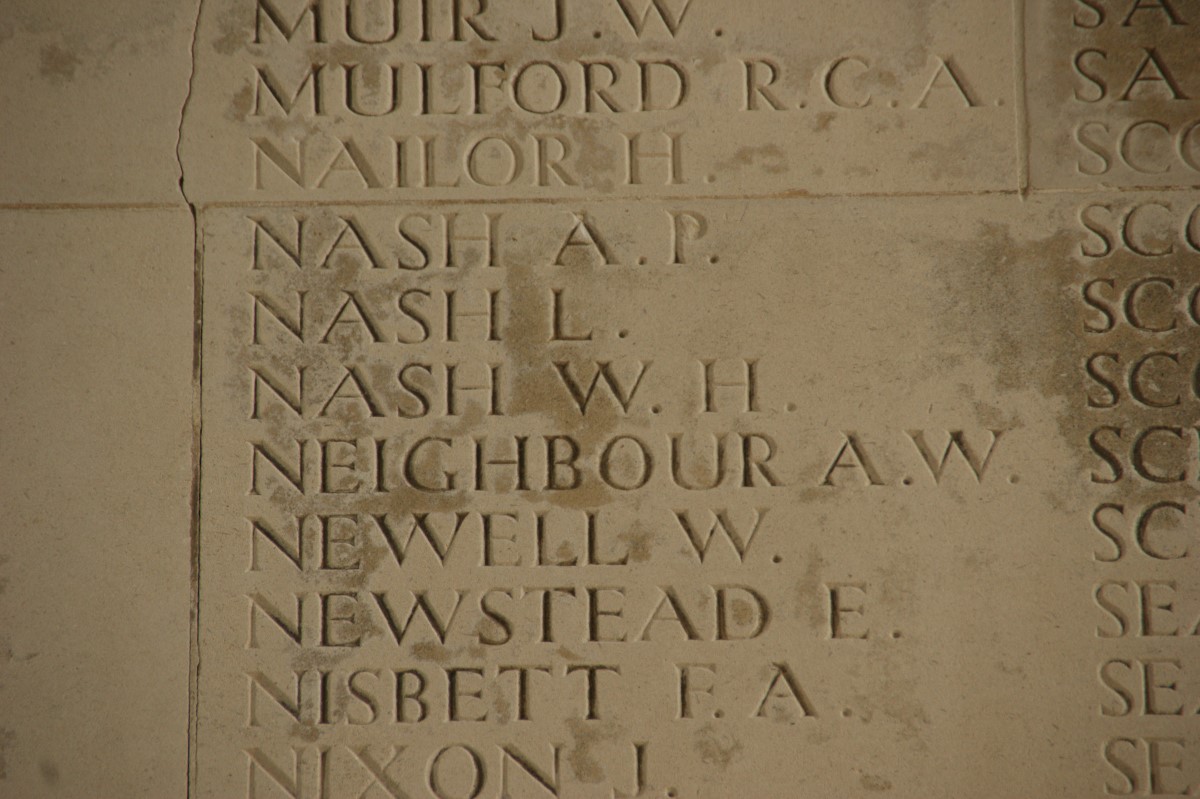 MUIR J.W.
MULFORD R.C.A.
NAILOR H.
NASH A.P.
NASH L.
NASH W.H.
NEIGHBOUR A.W.
NEWELL W.
NEWSTEAD E.
NISBETT F.A.
NIXON J.